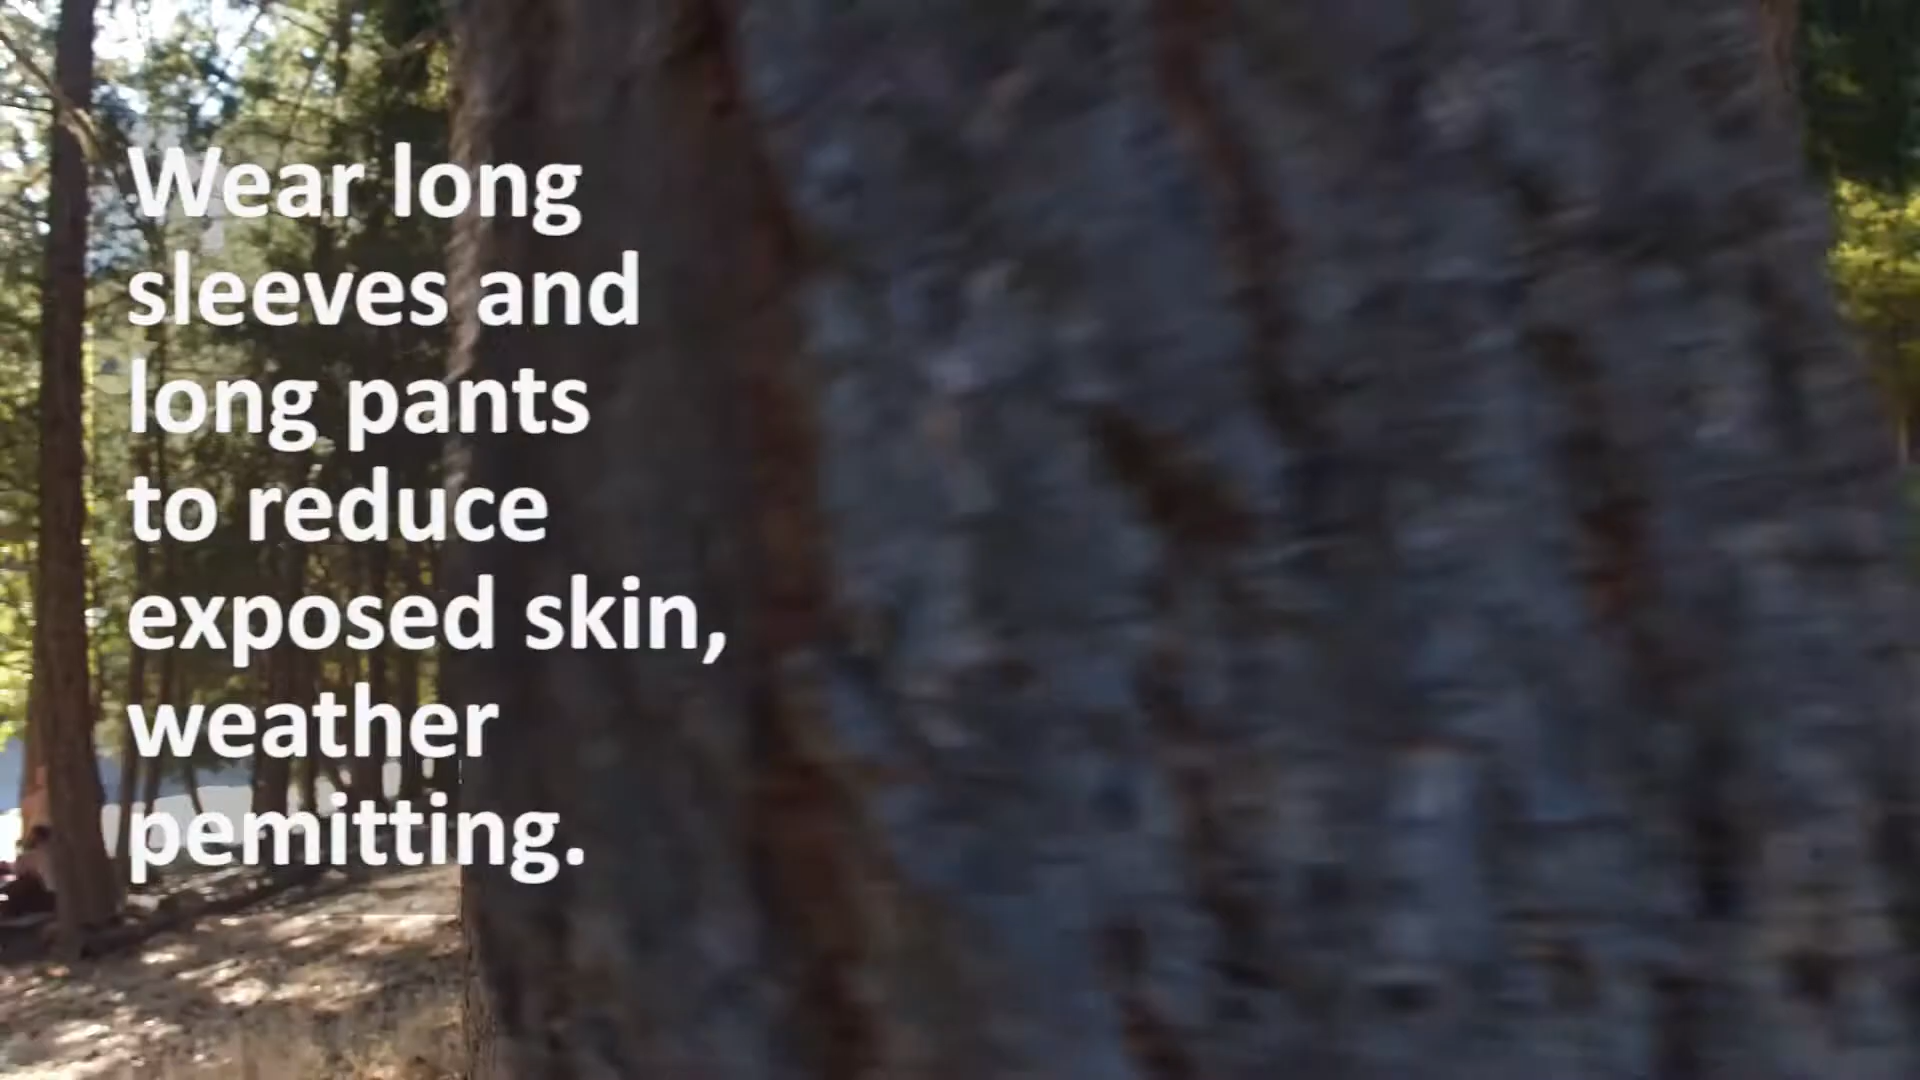 Wear long
sleeves and
long pants
to reduce
exposed skin,
weather
pemitting.